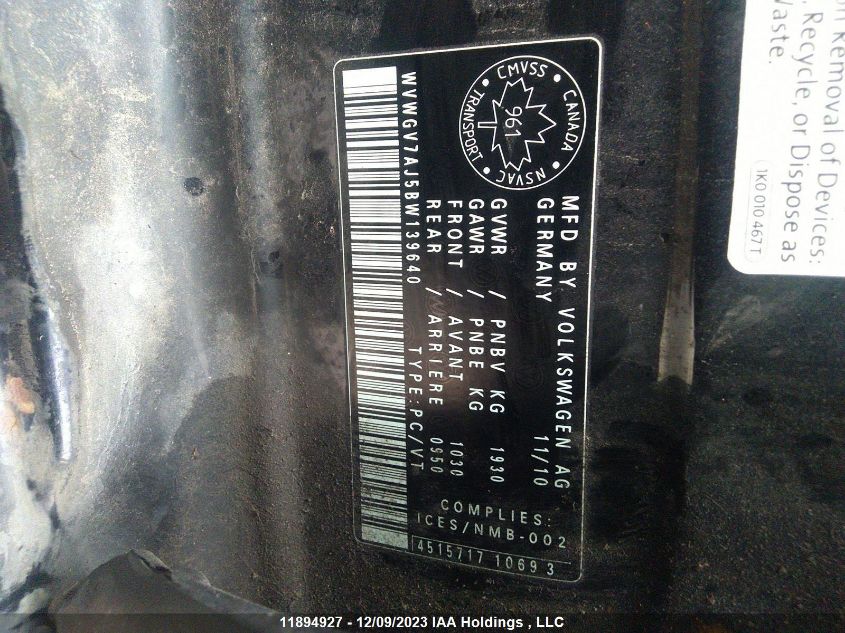 MFD BY VOLKSWAGEN AG
GERMANY 11/10
GVWR / PNBV KG 1930
GAWR / PNBE KG
FRONT / AVANT 1030
REAR / ARRIERE 0950
WVWGV7AJ5BW139640 TYPE:PC/VT
CMVSS
CANADA
NSVAC
TRANSPORT
961
COMPLIES:
ICES/NMB-002
4515717 1069 3
Removal of Devices:
, Recycle, or Dispose as
Waste.
1K0 010 467 T
11894927 - 12/09/2023 IAA Holdings , LLC